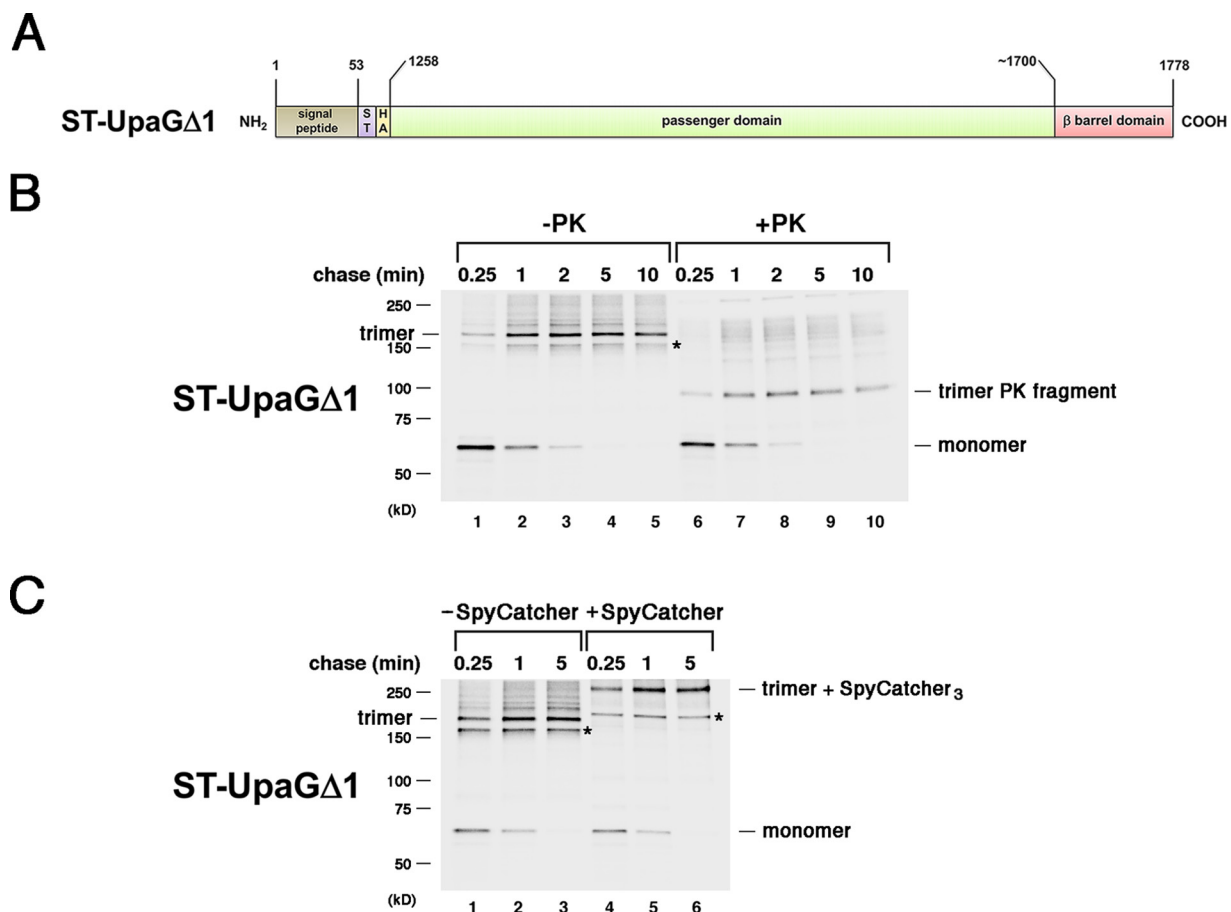 A
1 53 1258 ~1700 1778
ST-UpaGΔ1 NH2 signal peptide ST HA passenger domain β barrel domain COOH
B
-PK +PK
chase (min) 0.25 1 2 5 10 0.25 1 2 5 10
250
trimer
150 *
100 trimer PK fragment
ST-UpaGΔ1
75
monomer
50
(kD) 1 2 3 4 5 6 7 8 9 10
C
-SpyCatcher +SpyCatcher
chase (min) 0.25 1 5 0.25 1 5
250 trimer + SpyCatcher3
trimer *
150 *
100
ST-UpaGΔ1
75
monomer
50
(kD) 1 2 3 4 5 6